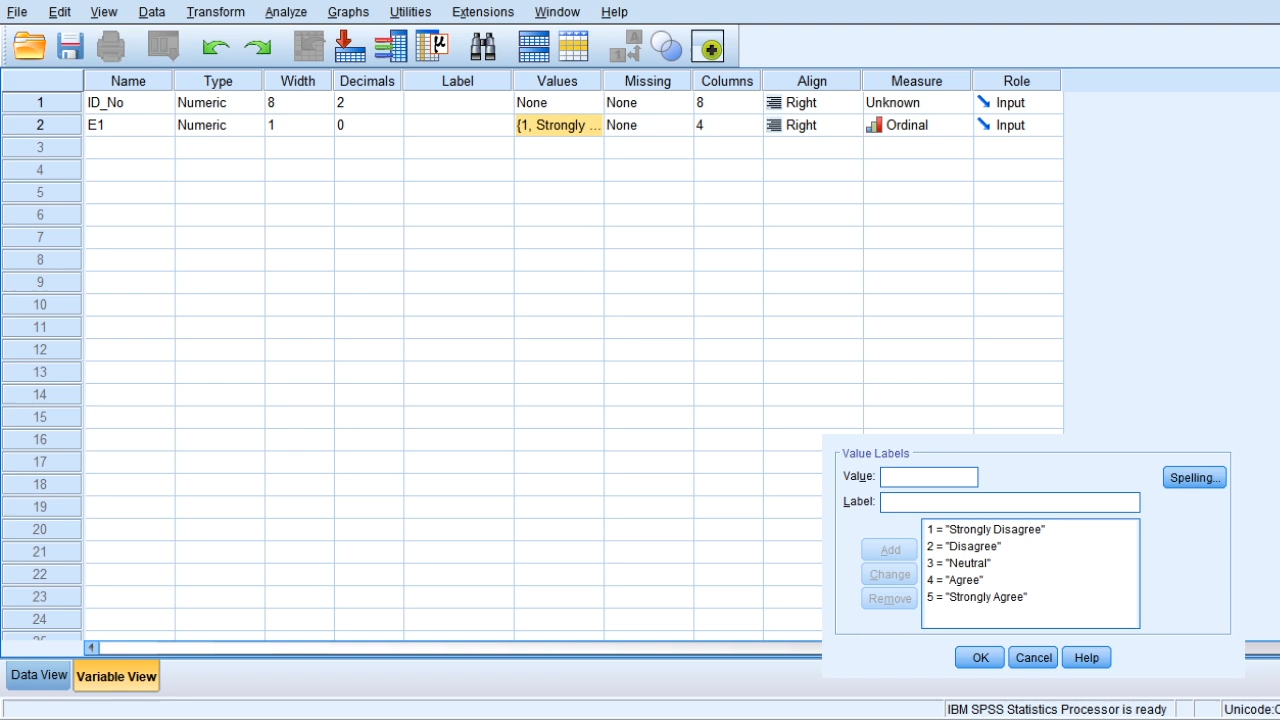 File Edit View Data Transform Analyze Graphs Utilities Extensions Window Help
Name Type Width Decimals Label Values Missing Columns Align Measure Role
1 ID_No Numeric 8 2 None None 8 Right Unknown Input
2 E1 Numeric 1 0 {1, Strongly ... None 4 Right Ordinal Input
3
4
5
6
7
8
9
10
11
12
13
14
15
16
17
18
19
20
21
22
23
24
Value Labels
Value:
Spelling...
Label:
1 = "Strongly Disagree"
2 = "Disagree"
3 = "Neutral"
4 = "Agree"
5 = "Strongly Agree"
Add
Change
Remove
OK Cancel Help
Data View Variable View
IBM SPSS Statistics Processor is ready Unicode: